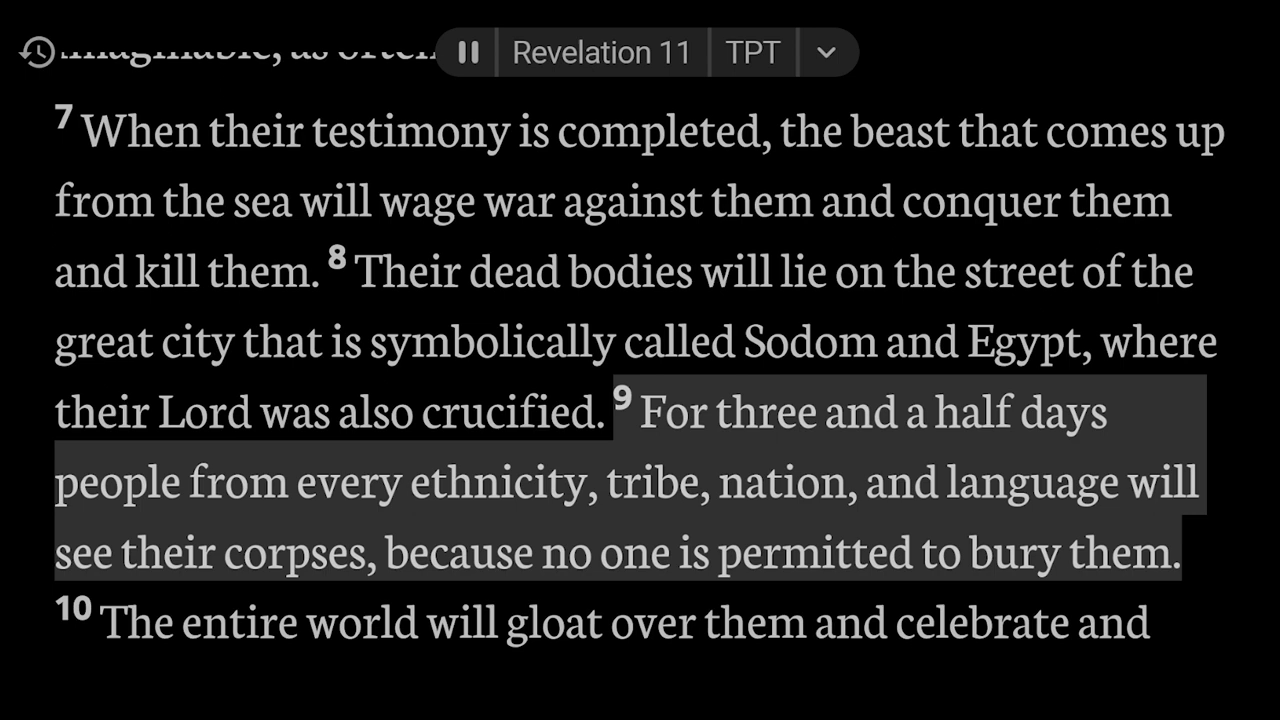 Revelation 11 TPT
imaginable, as often
7 When their testimony is completed, the beast that comes up
from the sea will wage war against them and conquer them
and kill them. 8 Their dead bodies will lie on the street of the
great city that is symbolically called Sodom and Egypt, where
their Lord was also crucified. 9 For three and a half days
people from every ethnicity, tribe, nation, and language will
see their corpses, because no one is permitted to bury them.
10 The entire world will gloat over them and celebrate and